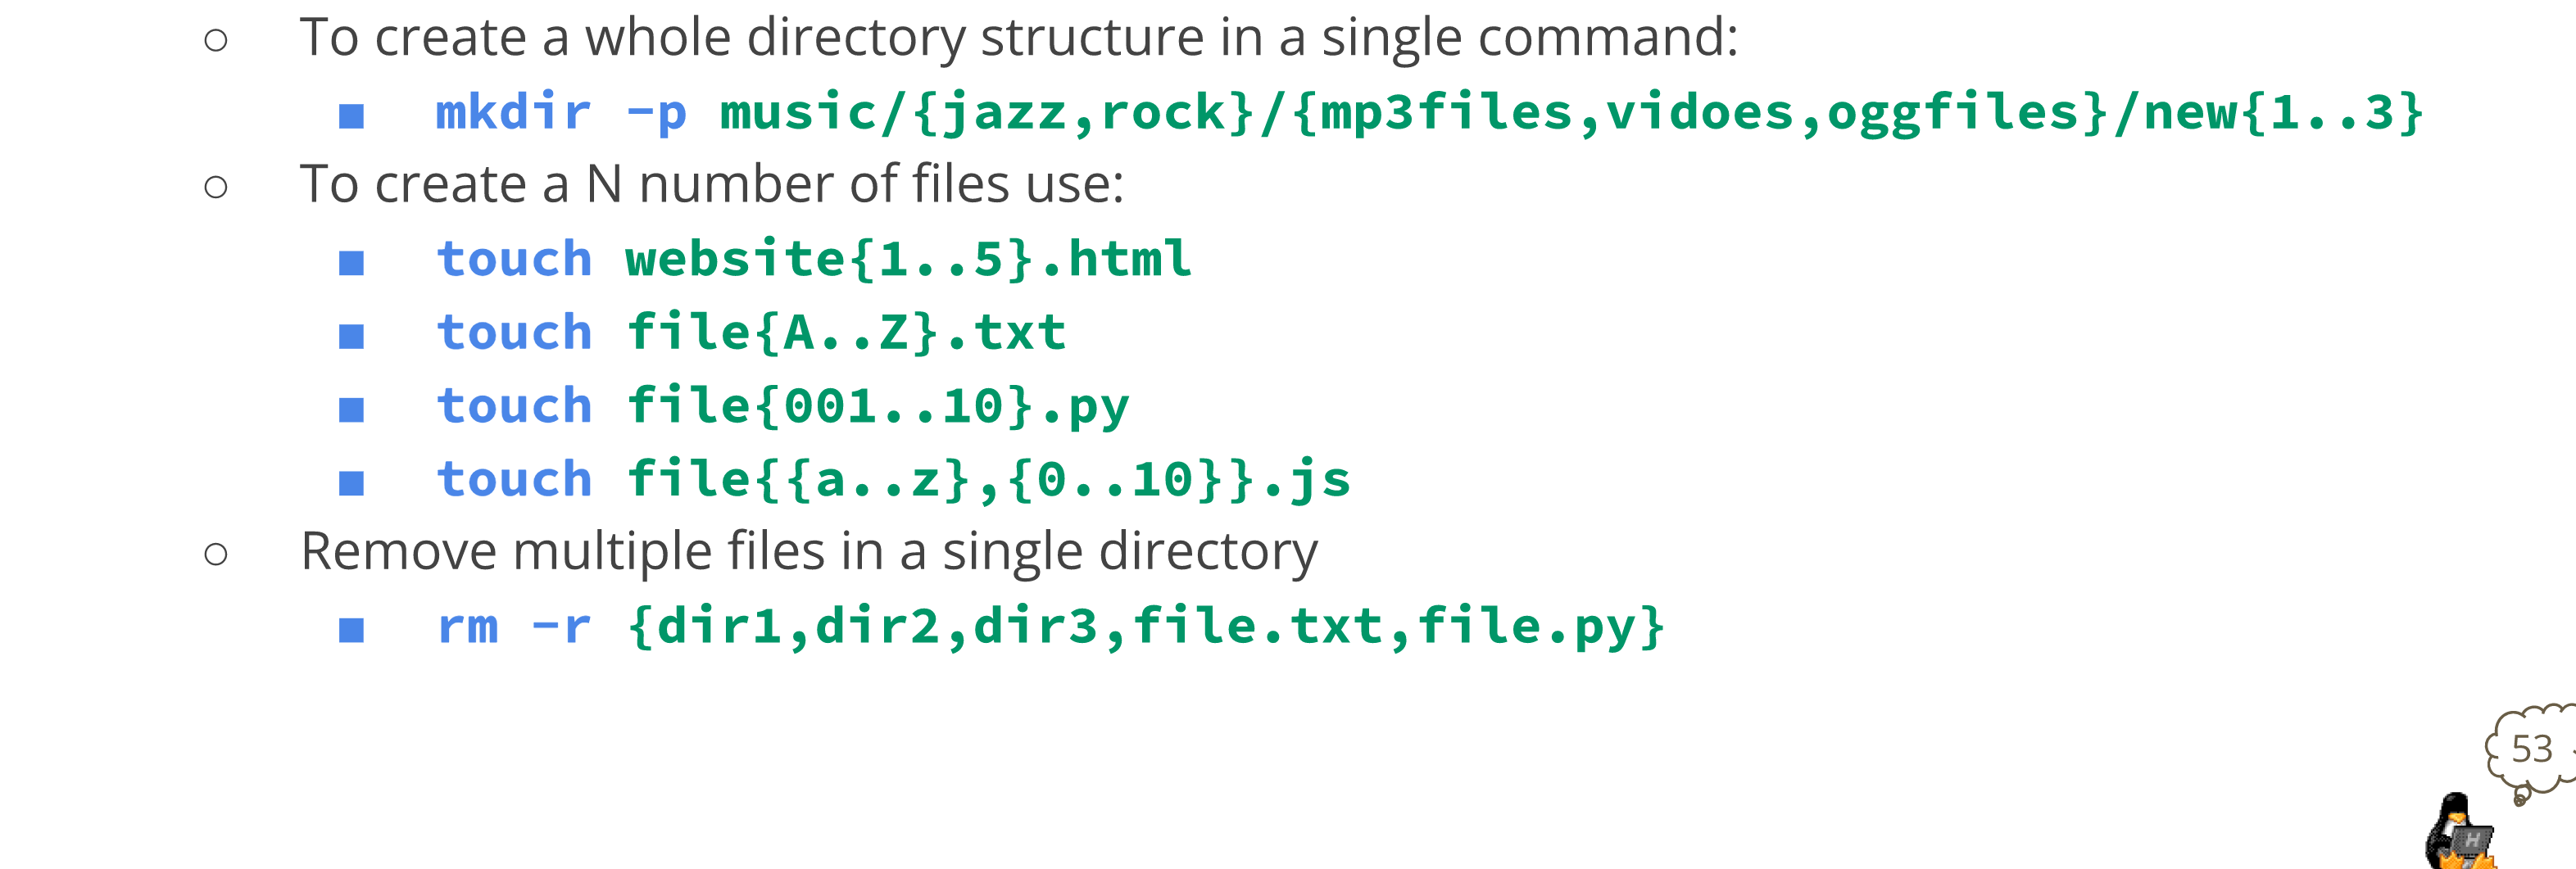 ○ To create a whole directory structure in a single command:
■ mkdir -p music/{jazz,rock}/{mp3files,vidoes,oggfiles}/new{1..3}
○ To create a N number of files use:
■ touch website{1..5}.html
■ touch file{A..Z}.txt
■ touch file{001..10}.py
■ touch file{{a..z},{0..10}}.js
○ Remove multiple files in a single directory
■ rm -r {dir1,dir2,dir3,file.txt,file.py}
53
H